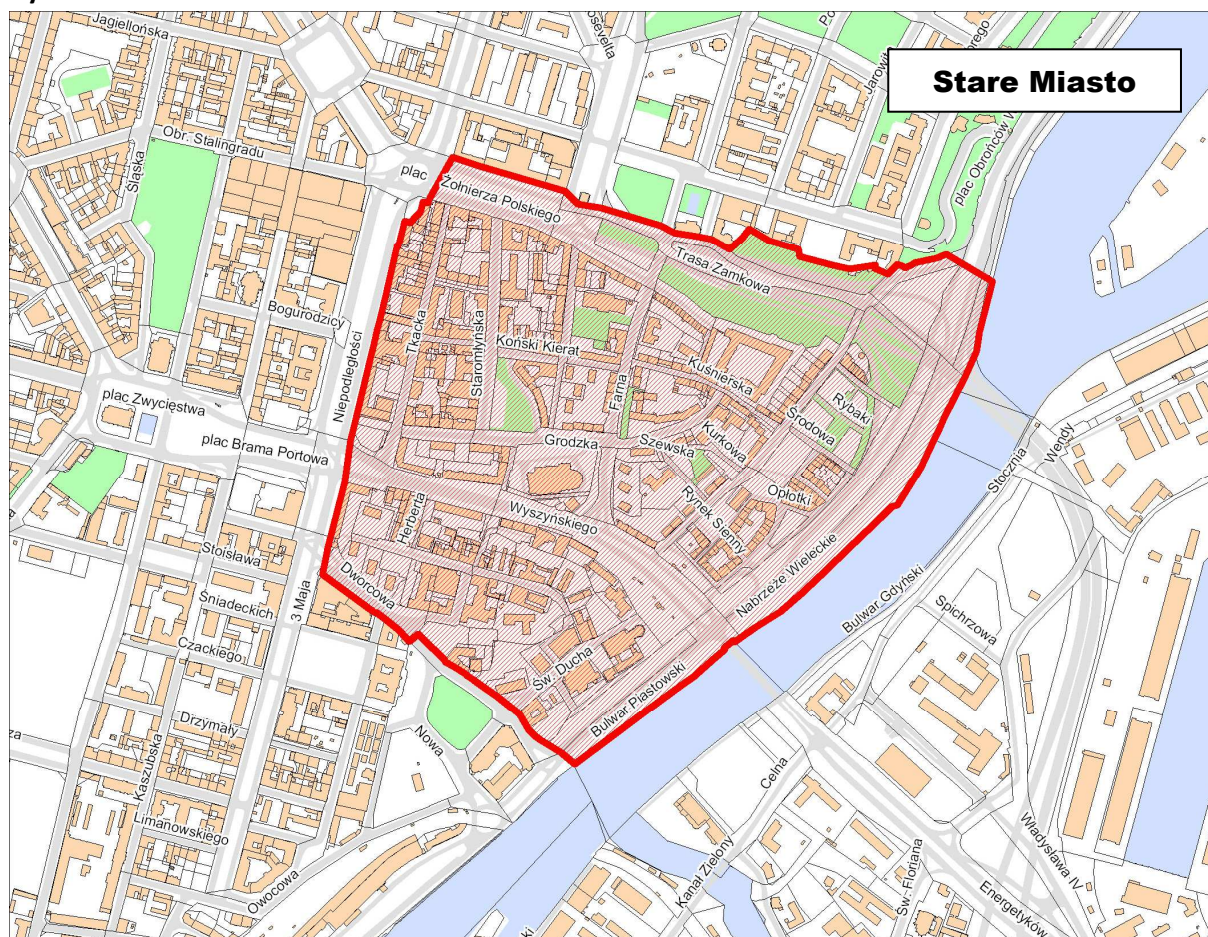 Stare Miasto
Jagiellońska
Obr. Stalingradu
Śląska
plac
Żołnierza Polskiego
Trasa Zamkowa
plac Obrońców
Bogurodzicy
Niepodległości
Tkacka
Staromłyńska
Koński Kierat
Farna
Kuśnierska
Rybaki
Środowa
plac Zwycięstwa
plac Brama Portowa
Grodzka
Szewska
Kurkowa
Opłotki
Rynek Sienny
Wyszyńskiego
Herberta
Stoisława
Dworcowa
Śniadeckich
3 Maja
Czackiego
Św. Ducha
Nabrzeże Wieleckie
Bulwar Piastowski
Bulwar Gdyński
Stocznia
Wendy
Spichrzowa
Drzymały
Nowa
Kaszubska
Limanowskiego
Owocowa
Celna
Kanał Zielony
Św. Floriana
Władysława IV
Energetyków